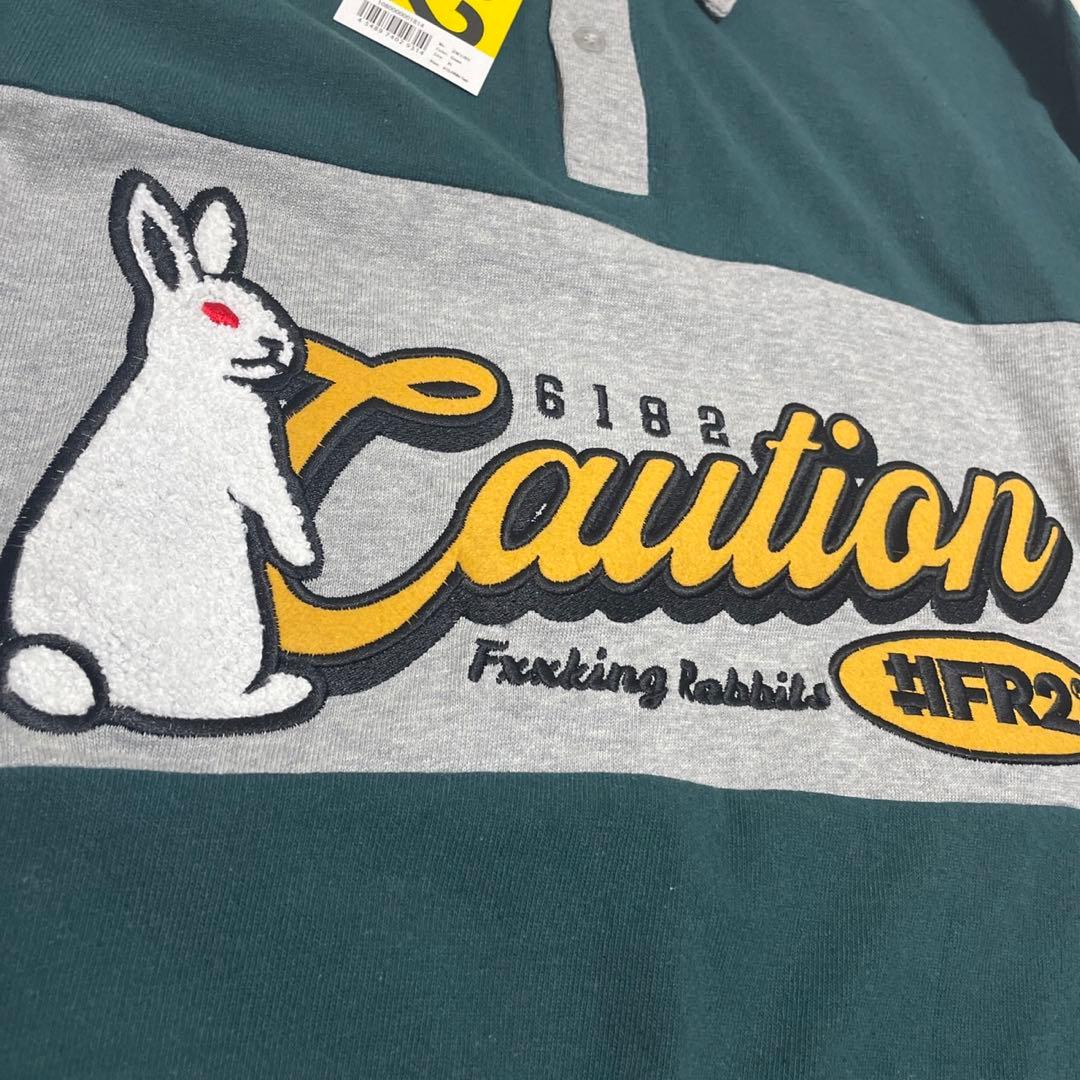 6182
Caution
Fxxking Rabbits
#FR2